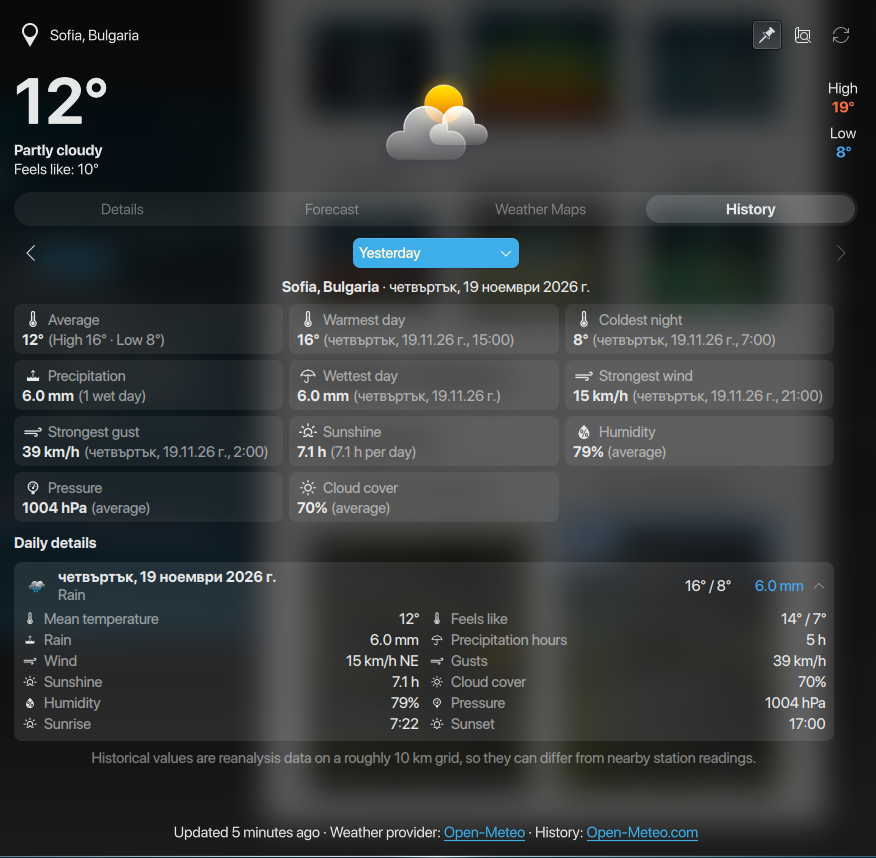 Sofia, Bulgaria
12°
Partly cloudy
Feels like: 10°
High
19°
Low
8°
Details Forecast Weather Maps History
Yesterday
Sofia, Bulgaria · четвъртък, 19 ноември 2026 г.
Average
12° (High 16° · Low 8°)
Warmest day
16° (четвъртък, 19.11.26 г., 15:00)
Coldest night
8° (четвъртък, 19.11.26 г., 7:00)
Precipitation
6.0 mm (1 wet day)
Wettest day
6.0 mm (четвъртък, 19.11.26 г.)
Strongest wind
15 km/h (четвъртък, 19.11.26 г., 21:00)
Strongest gust
39 km/h (четвъртък, 19.11.26 г., 2:00)
Sunshine
7.1 h (7.1 h per day)
Humidity
79% (average)
Pressure
1004 hPa (average)
Cloud cover
70% (average)
Daily details
четвъртък, 19 ноември 2026 г.
Rain
16° / 8° 6.0 mm
Mean temperature 12° Feels like 14° / 7°
Rain 6.0 mm Precipitation hours 5 h
Wind 15 km/h NE Gusts 39 km/h
Sunshine 7.1 h Cloud cover 70%
Humidity 79% Pressure 1004 hPa
Sunrise 7:22 Sunset 17:00
Historical values are reanalysis data on a roughly 10 km grid, so they can differ from nearby station readings.
Updated 5 minutes ago · Weather provider: Open-Meteo · History: Open-Meteo.com